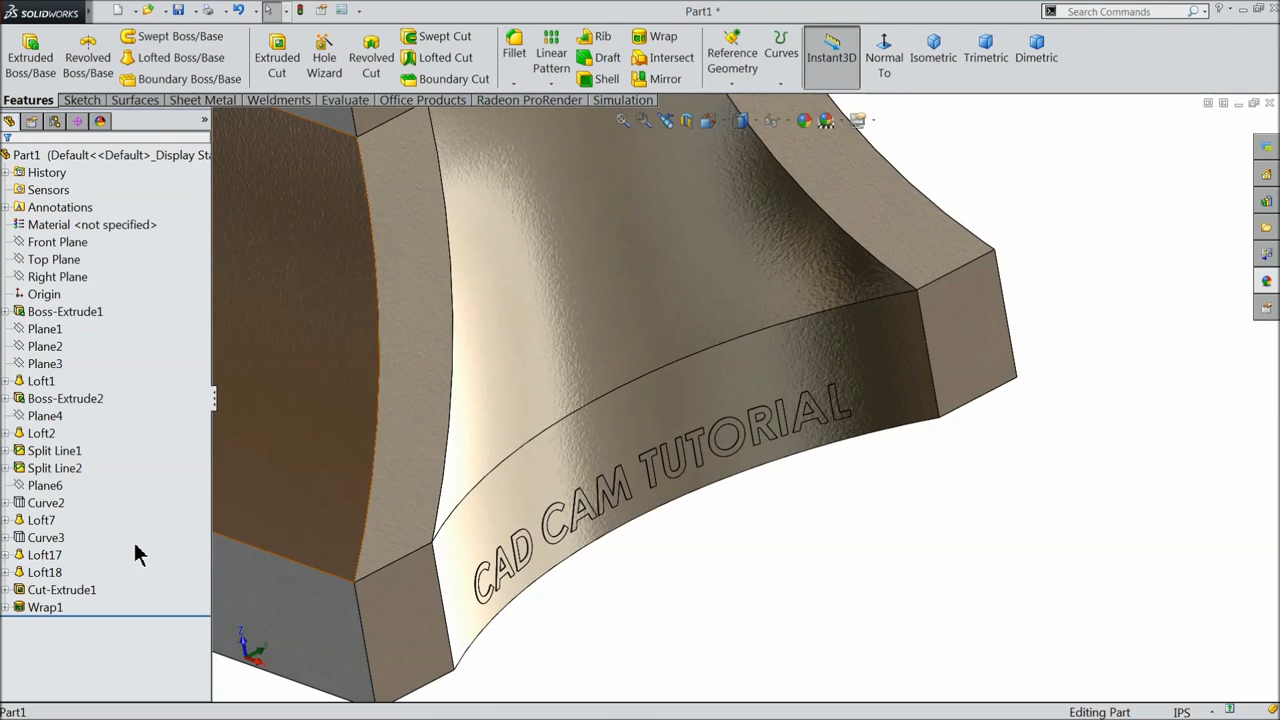 SOLIDWORKS
Part1 *
Search Commands
Extruded Boss/Base
Revolved Boss/Base
Swept Boss/Base
Lofted Boss/Base
Boundary Boss/Base
Extruded Cut
Hole Wizard
Revolved Cut
Swept Cut
Lofted Cut
Boundary Cut
Fillet
Linear Pattern
Rib
Draft
Shell
Wrap
Intersect
Mirror
Reference Geometry
Curves
Instant3D
Normal To
Isometric
Trimetric
Dimetric
Features Sketch Surfaces Sheet Metal Weldments Evaluate Office Products Radeon ProRender Simulation
Part1 (Default<<Default>_Display Sta
History
Sensors
Annotations
Material <not specified>
Front Plane
Top Plane
Right Plane
Origin
Boss-Extrude1
Plane1
Plane2
Plane3
Loft1
Boss-Extrude2
Plane4
Loft2
Split Line1
Split Line2
Plane6
Curve2
Loft7
Curve3
Loft17
Loft18
Cut-Extrude1
Wrap1
CAD CAM TUTORIAL
Z
Part1
Editing Part
IPS